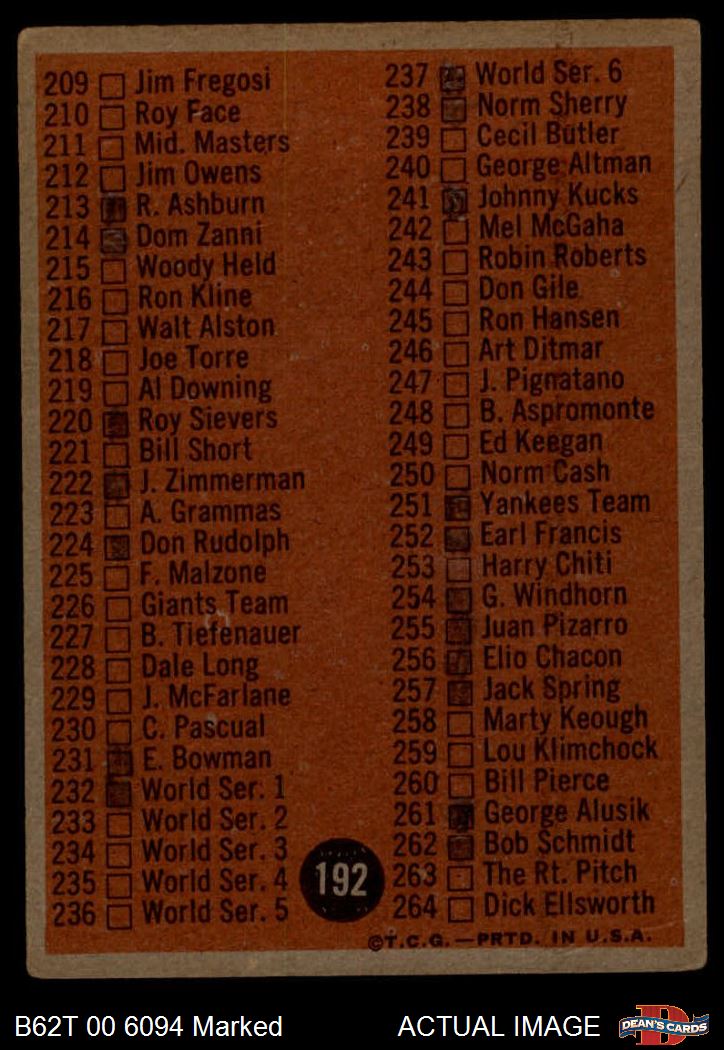 209 Jim Fregosi
210 Roy Face
211 Mid. Masters
212 Jim Owens
213 R. Ashburn
214 Dom Zanni
215 Woody Held
216 Ron Kline
217 Walt Alston
218 Joe Torre
219 Al Downing
220 Roy Sievers
221 Bill Short
222 J. Zimmerman
223 A. Grammas
224 Don Rudolph
225 F. Malzone
226 Giants Team
227 B. Tiefenauer
228 Dale Long
229 J. McFarlane
230 C. Pascual
231 E. Bowman
232 World Ser. 1
233 World Ser. 2
234 World Ser. 3
235 World Ser. 4
236 World Ser. 5
237 World Ser. 6
238 Norm Sherry
239 Cecil Butler
240 George Altman
241 Johnny Kucks
242 Mel McGaha
243 Robin Roberts
244 Don Gile
245 Ron Hansen
246 Art Ditmar
247 J. Pignatano
248 B. Aspromonte
249 Ed Keegan
250 Norm Cash
251 Yankees Team
252 Earl Francis
253 Harry Chiti
254 G. Windhorn
255 Juan Pizarro
256 Elio Chacon
257 Jack Spring
258 Marty Keough
259 Lou Klimchock
260 Bill Pierce
261 George Alusik
262 Bob Schmidt
263 The Rt. Pitch
264 Dick Ellsworth
192
©T.C.G.—PRTD. IN U.S.A.
B62T 00 6094 Marked
ACTUAL IMAGE
D
DEAN'S CARDS